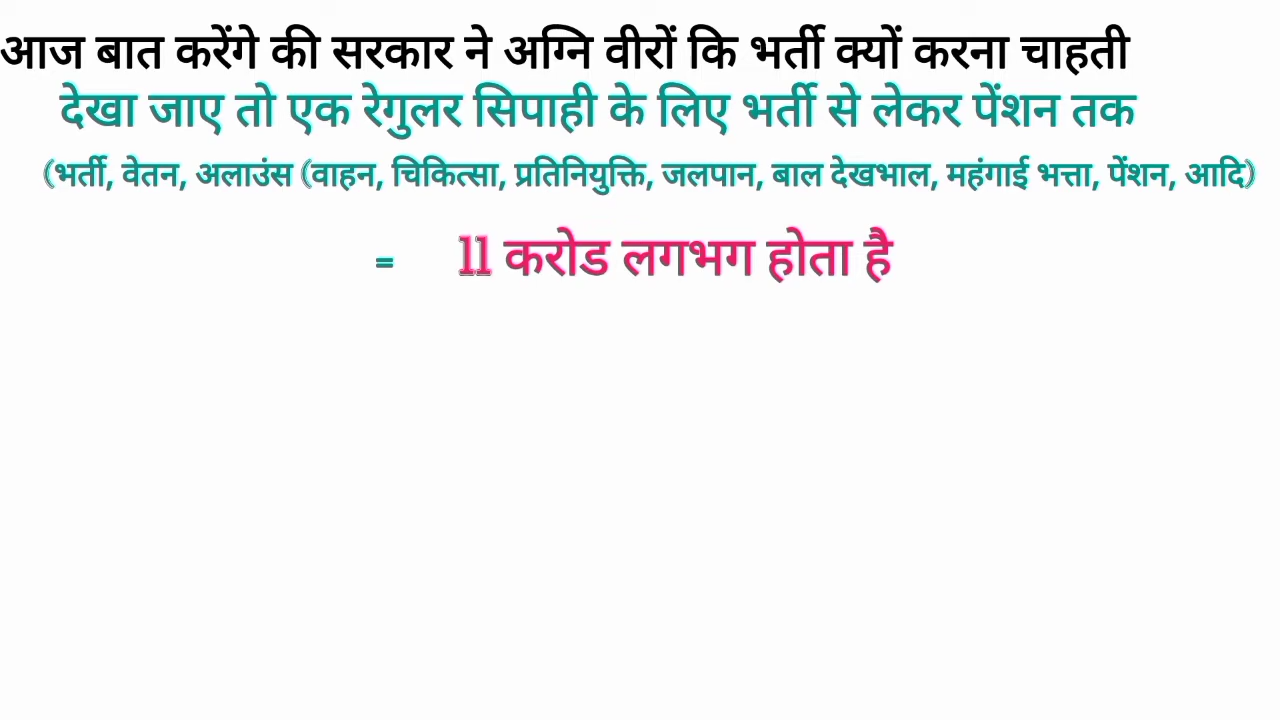 आज बात करेंगे की सरकार ने अग्नि वीरों कि भर्ती क्यों करना चाहती
देखा जाए तो एक रेगुलर सिपाही के लिए भर्ती से लेकर पेंशन तक
(भर्ती, वेतन, अलाउंस (वाहन, चिकित्सा, प्रतिनियुक्ति, जलपान, बाल देखभाल, महंगाई भत्ता, पेंशन, आदि)
= 11 करोड लगभग होता है